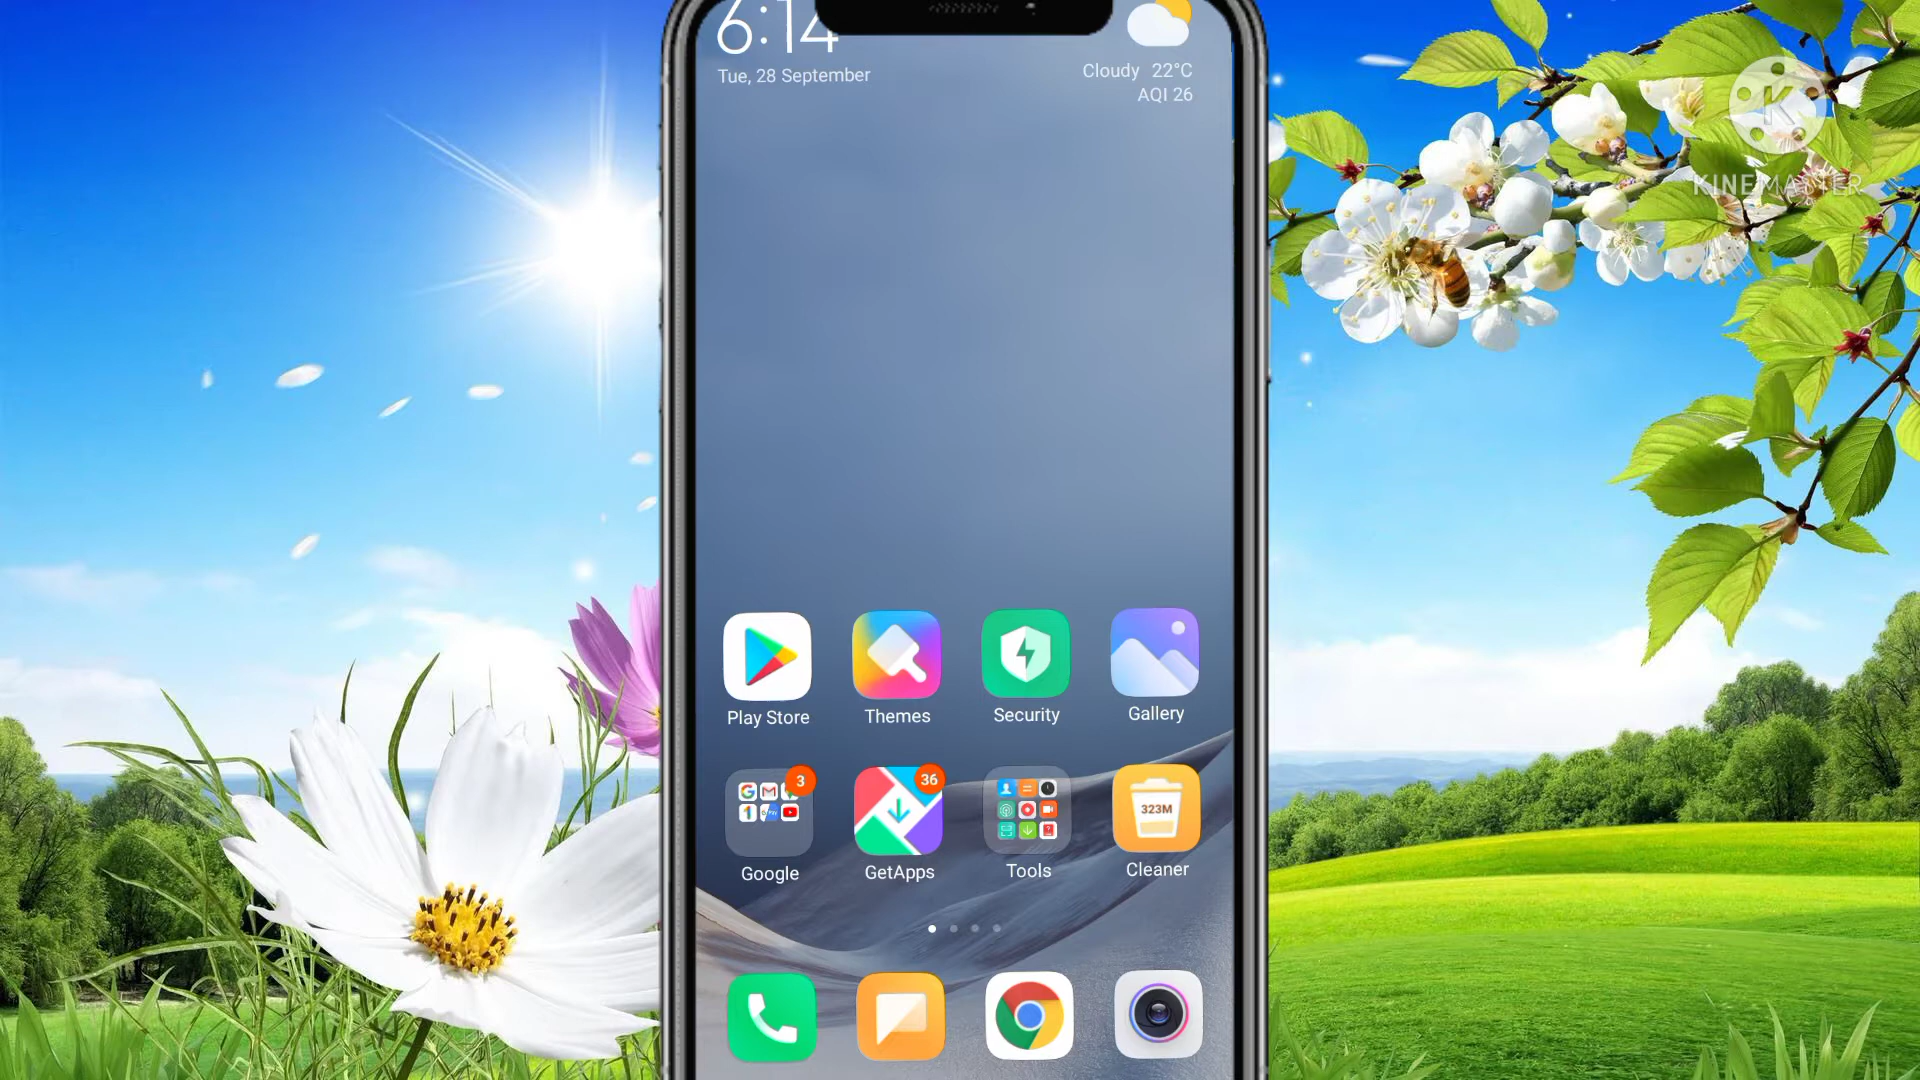 6:14
Tue, 28 September
Cloudy 22°C
AQI 26
KINEMASTER
Play Store
Themes
Security
Gallery
3
36
323M
Google
GetApps
Tools
Cleaner